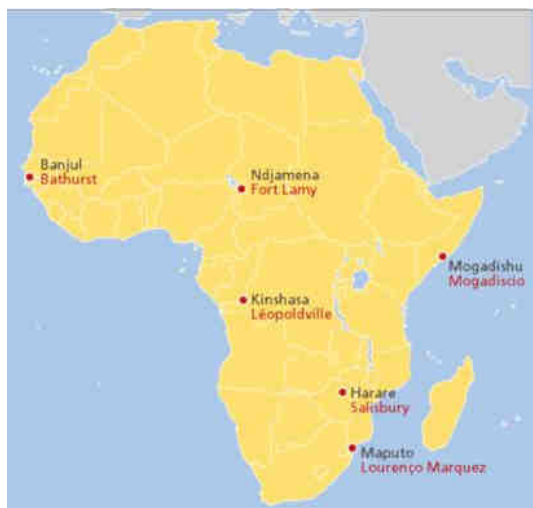 Banjul
Bathurst
Ndjamena
Fort Lamy
Mogadishu
Mogadiscio
Kinshasa
Léopoldville
Harare
Salisbury
Maputo
Lourenço Marquez